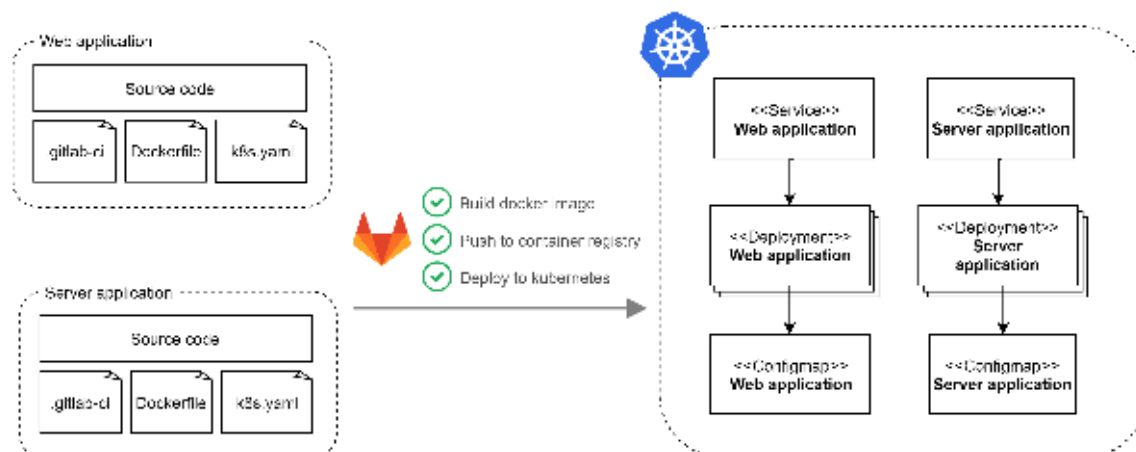 Web application
Source code
.gitlab-ci
Dockerfile
k8s.yaml
Server application
Source code
.gitlab-ci
Dockerfile
k8s.yaml
Build docker image
Push to container registry
Deploy to kubernetes
<<Service>>
Web application
<<Deployment>>
Web application
<<Configmap>>
Web application
<<Service>>
Server application
<<Deployment>>
Server
application
<<Configmap>>
Server application